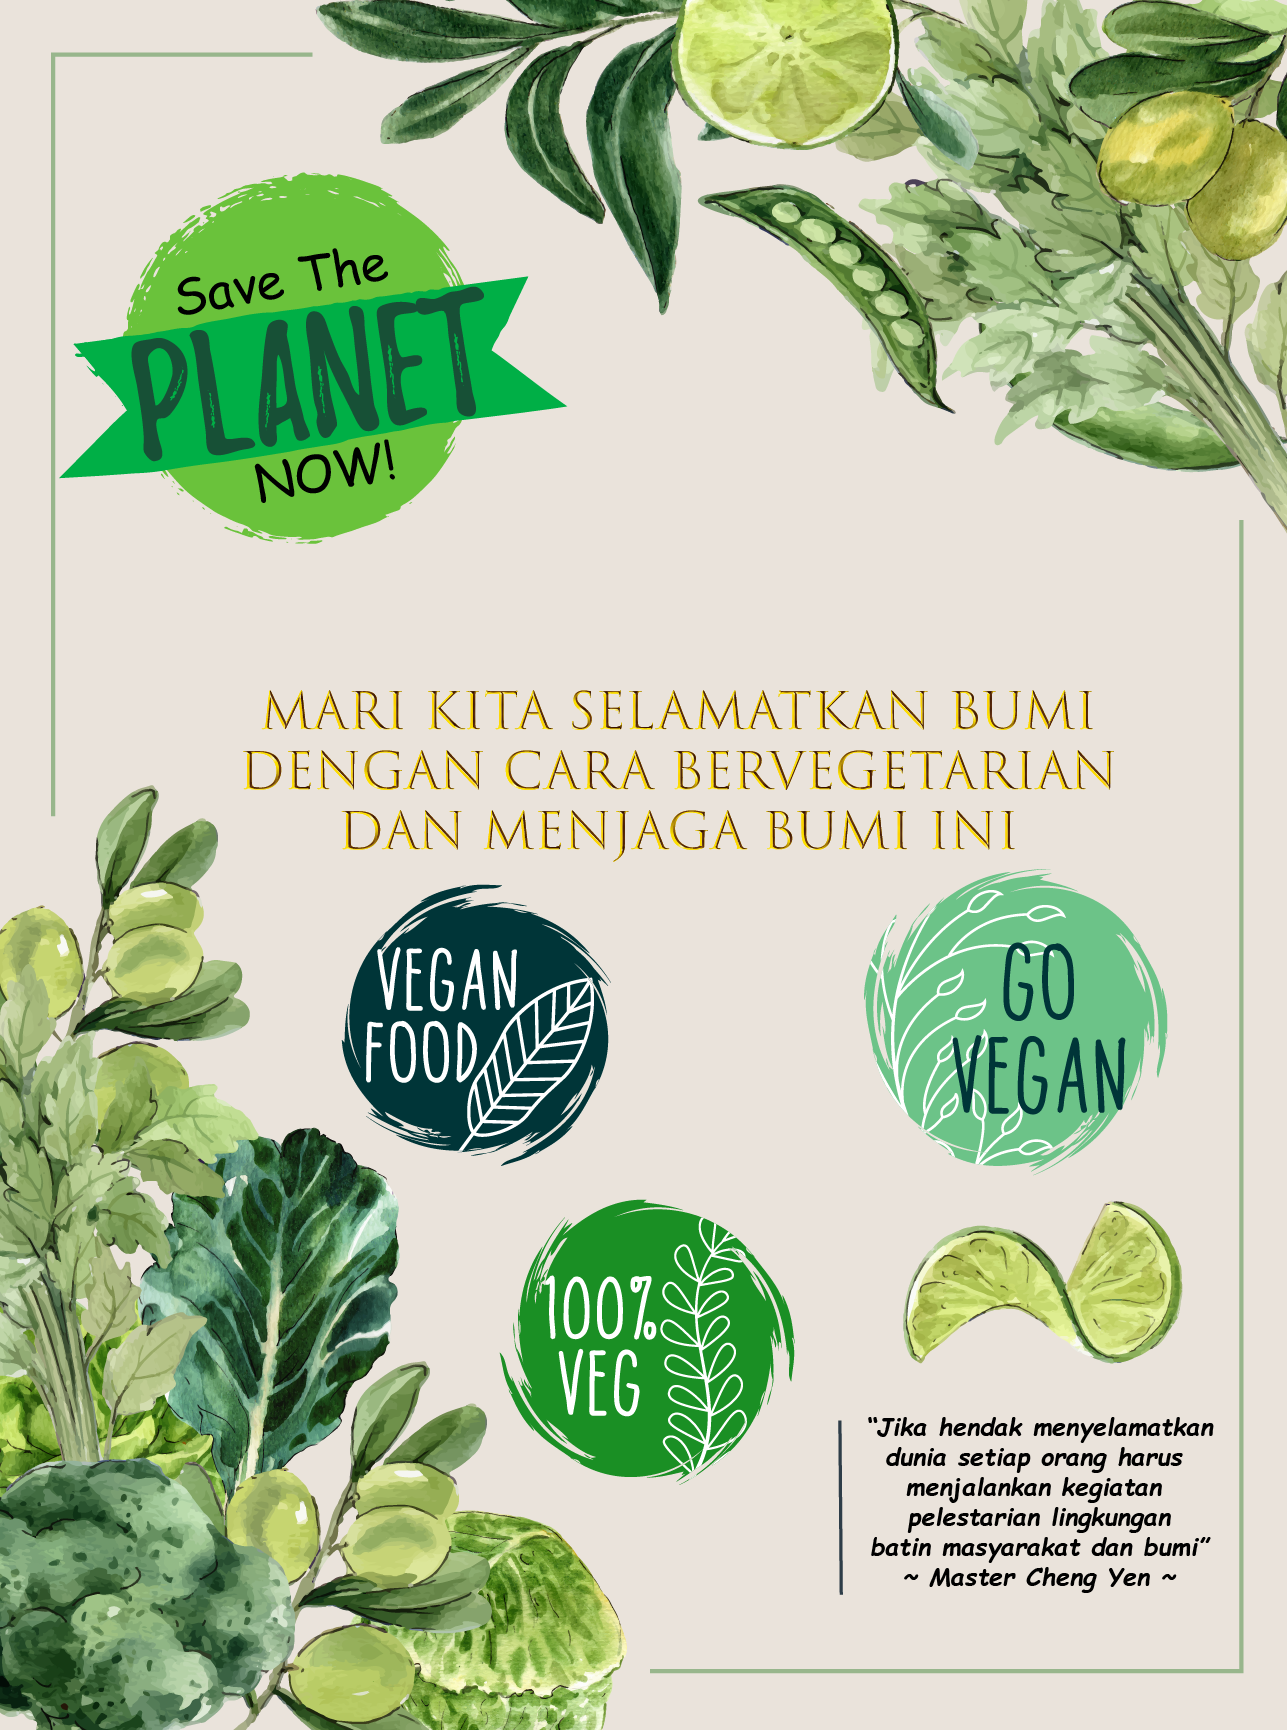 Save The
PLANET
NOW!
MARI KITA SELAMATKAN BUMI
DENGAN CARA BERVEGETARIAN
DAN MENJAGA BUMI INI
VEGAN
FOOD
GO
VEGAN
100%
VEG
“Jika hendak menyelamatkan
dunia setiap orang harus
menjalankan kegiatan
pelestarian lingkungan
batin masyarakat dan bumi”
~ Master Cheng Yen ~